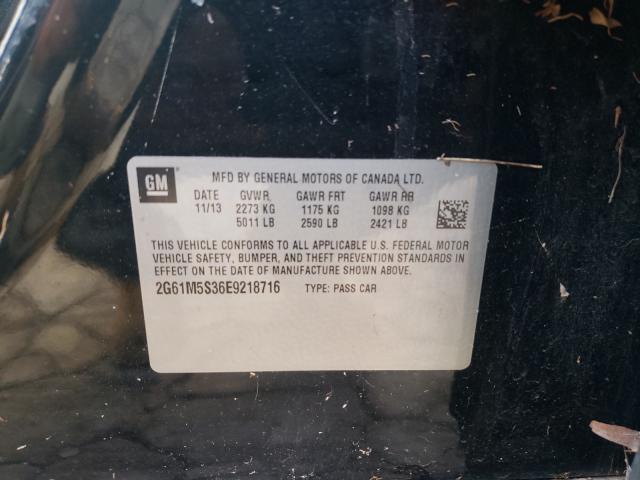 GM
MFD BY GENERAL MOTORS OF CANADA LTD.
DATE GVWR GAWR FRT GAWR RR
11/13 2273 KG 1175 KG 1098 KG
5011 LB 2590 LB 2421 LB
THIS VEHICLE CONFORMS TO ALL APPLICABLE U.S. FEDERAL MOTOR
VEHICLE SAFETY, BUMPER, AND THEFT PREVENTION STANDARDS IN
EFFECT ON THE DATE OF MANUFACTURE SHOWN ABOVE.
2G61M5S36E9218716 TYPE: PASS CAR